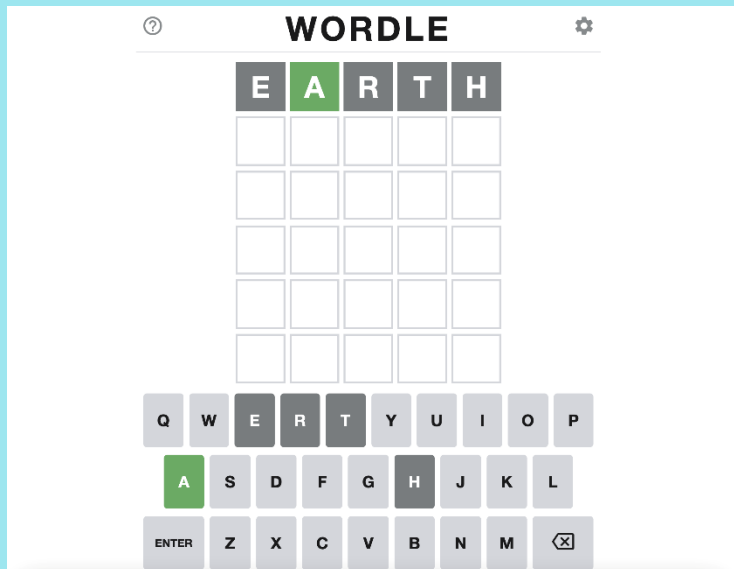 WORDLE
E A R T H
Q W E R T Y U I O P
A S D F G H J K L
ENTER Z X C V B N M